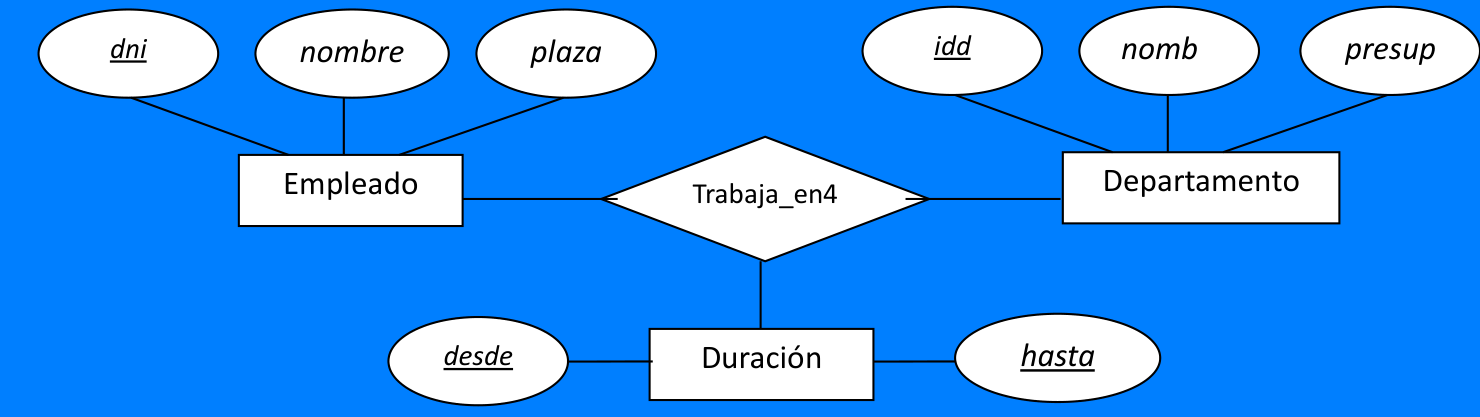 dni
nombre
plaza
idd
nomb
presup
Empleado
Trabaja_en4
Departamento
desde
Duración
hasta